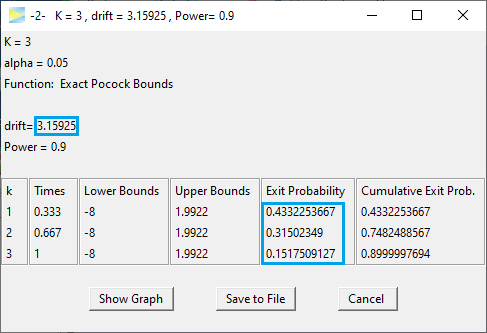 -2-   K = 3 , drift = 3.15925 , Power= 0.9
K = 3
alpha = 0.05
Function:  Exact Pocock Bounds
drift= 3.15925
Power = 0.9
k Times Lower Bounds Upper Bounds Exit Probability Cumulative Exit Prob.
1 0.333 -8 1.9922 0.4332253667 0.4332253667
2 0.667 -8 1.9922 0.31502349 0.7482488567
3 1 -8 1.9922 0.1517509127 0.8999997694
Show Graph Save to File Cancel